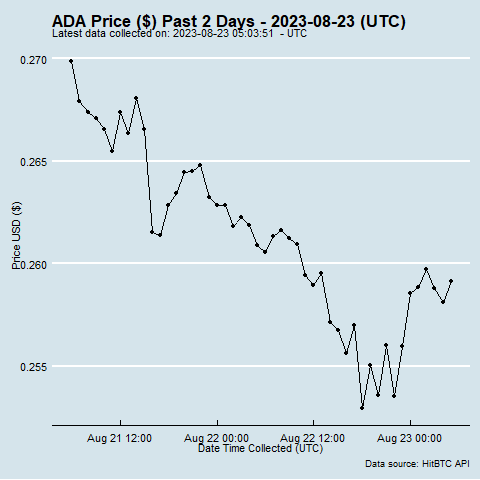 ADA Price ($) Past 2 Days - 2023-08-23 (UTC)
Latest data collected on: 2023-08-23 05:03:51 - UTC
0.270
0.265
0.260
0.255
Price USD ($)
Aug 21 12:00 Aug 22 00:00 Aug 22 12:00 Aug 23 00:00
Date Time Collected (UTC)
Data source: HitBTC API